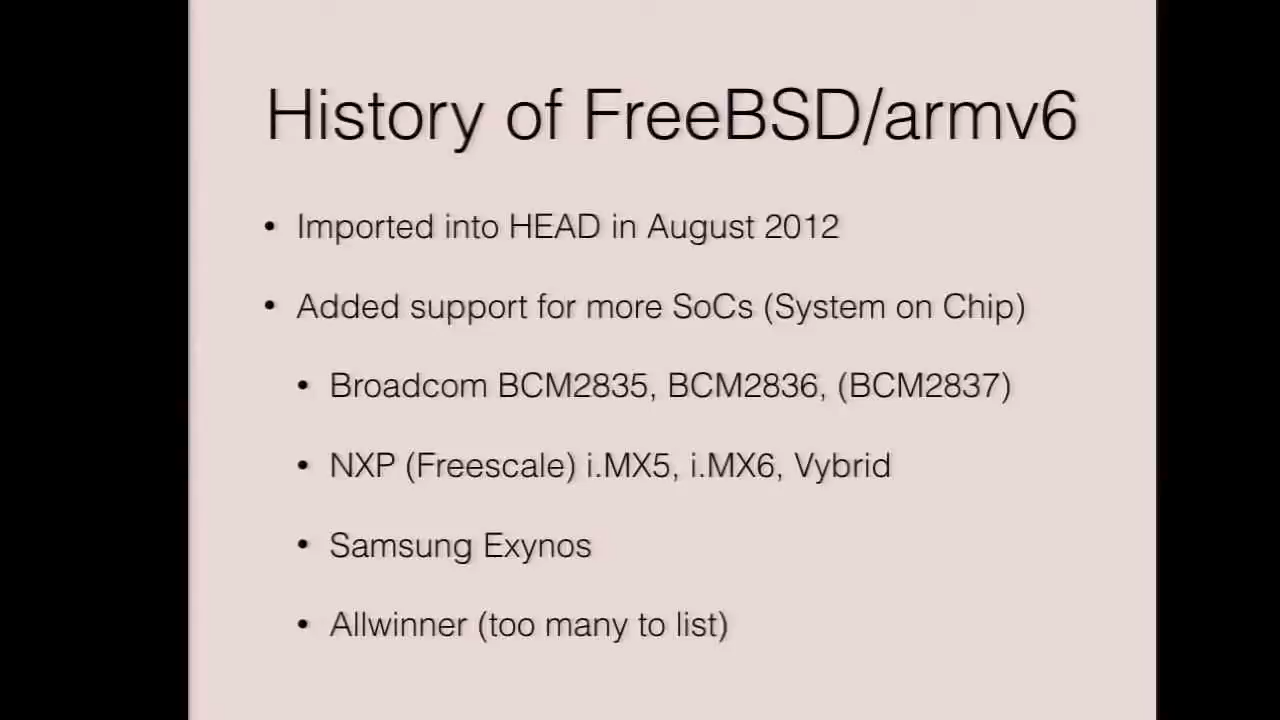 History of FreeBSD/armv6
• Imported into HEAD in August 2012
• Added support for more SoCs (System on Chip)
• Broadcom BCM2835, BCM2836, (BCM2837)
• NXP (Freescale) i.MX5, i.MX6, Vybrid
• Samsung Exynos
• Allwinner (too many to list)